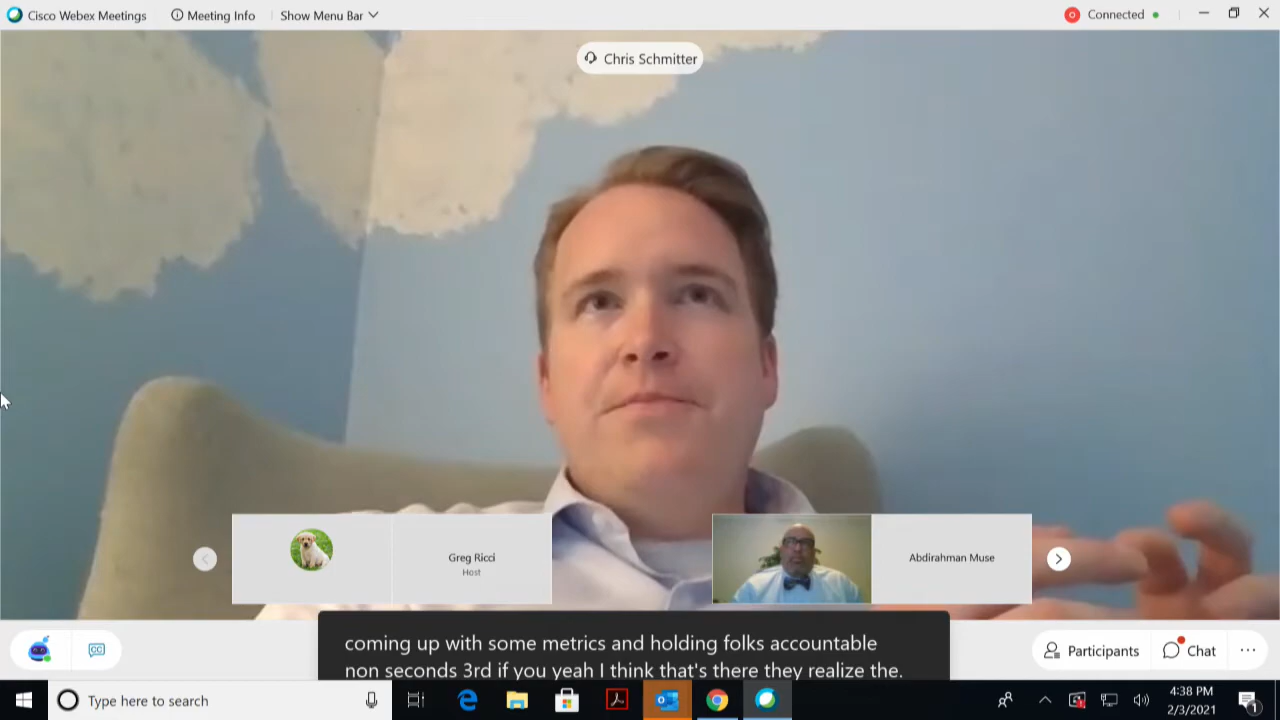 Cisco Webex Meetings
Meeting Info
Show Menu Bar
Connected
Chris Schmitter
Greg Ricci
Host
Abdirahman Muse
coming up with some metrics and holding folks accountable
non seconds 3rd if you yeah I think that's there they realize the.
CC
Participants
Chat
Type here to search
4:38 PM
2/3/2021
1